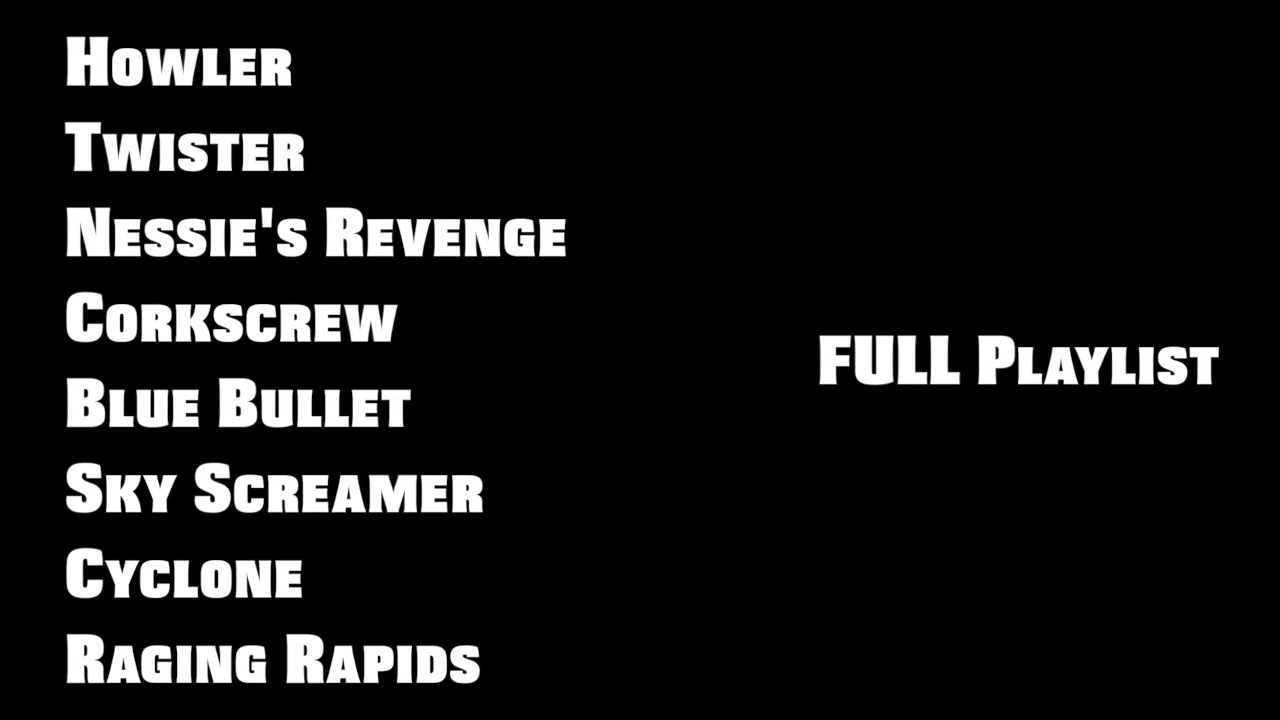 Howler
Twister
Nessie's Revenge
Corkscrew
Blue Bullet
Sky Screamer
Cyclone
Raging Rapids
FULL Playlist